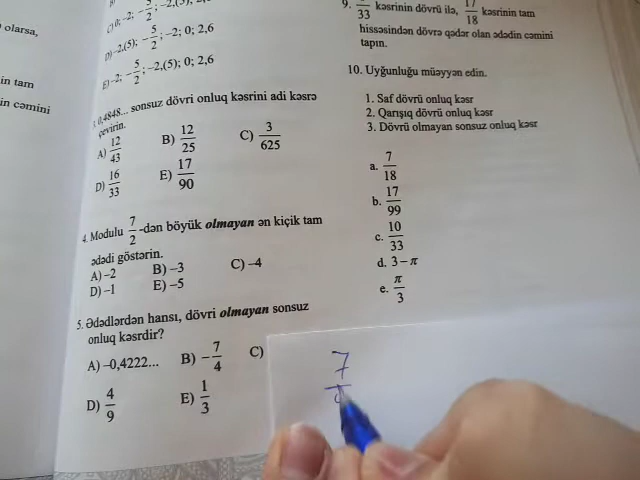 olarsa,
in tam
in cəmini
C) 0; –2; –5/2; –2,(5);
D) –2,(5); –5/2; –2; 0; 2,6
E) –2; –5/2; –2,(5); 0; 2,6
0,4848... sonsuz dövri onluq kəsrini adi kəsrə
çevirin.
A) 12/43 B) 12/25 C) 3/625
D) 16/33 E) 17/90
4. Modulu 7/2-dən böyük olmayan ən kiçik tam
ədədi göstərin.
A) –2 B) –3 C) –4
D) –1 E) –5
5. Ədədlərdən hansı, dövri olmayan sonsuz
onluq kəsrdir?
A) –0,4222... B) –7/4 C)
D) 4/9 E) 1/3
9. /33 kəsrinin dövrü ilə, 17/18 kəsrinin tam
hissəsindən dövrə qədər olan ədədin cəmini
tapın.
10. Uyğunluğu müəyyən edin.
1. Saf dövrü onluq kəsr
2. Qarışıq dövrü onluq kəsr
3. Dövrü olmayan sonsuz onluq kəsr
a. 7/18
b. 17/99
c. 10/33
d. 3 – π
e. π/3
7